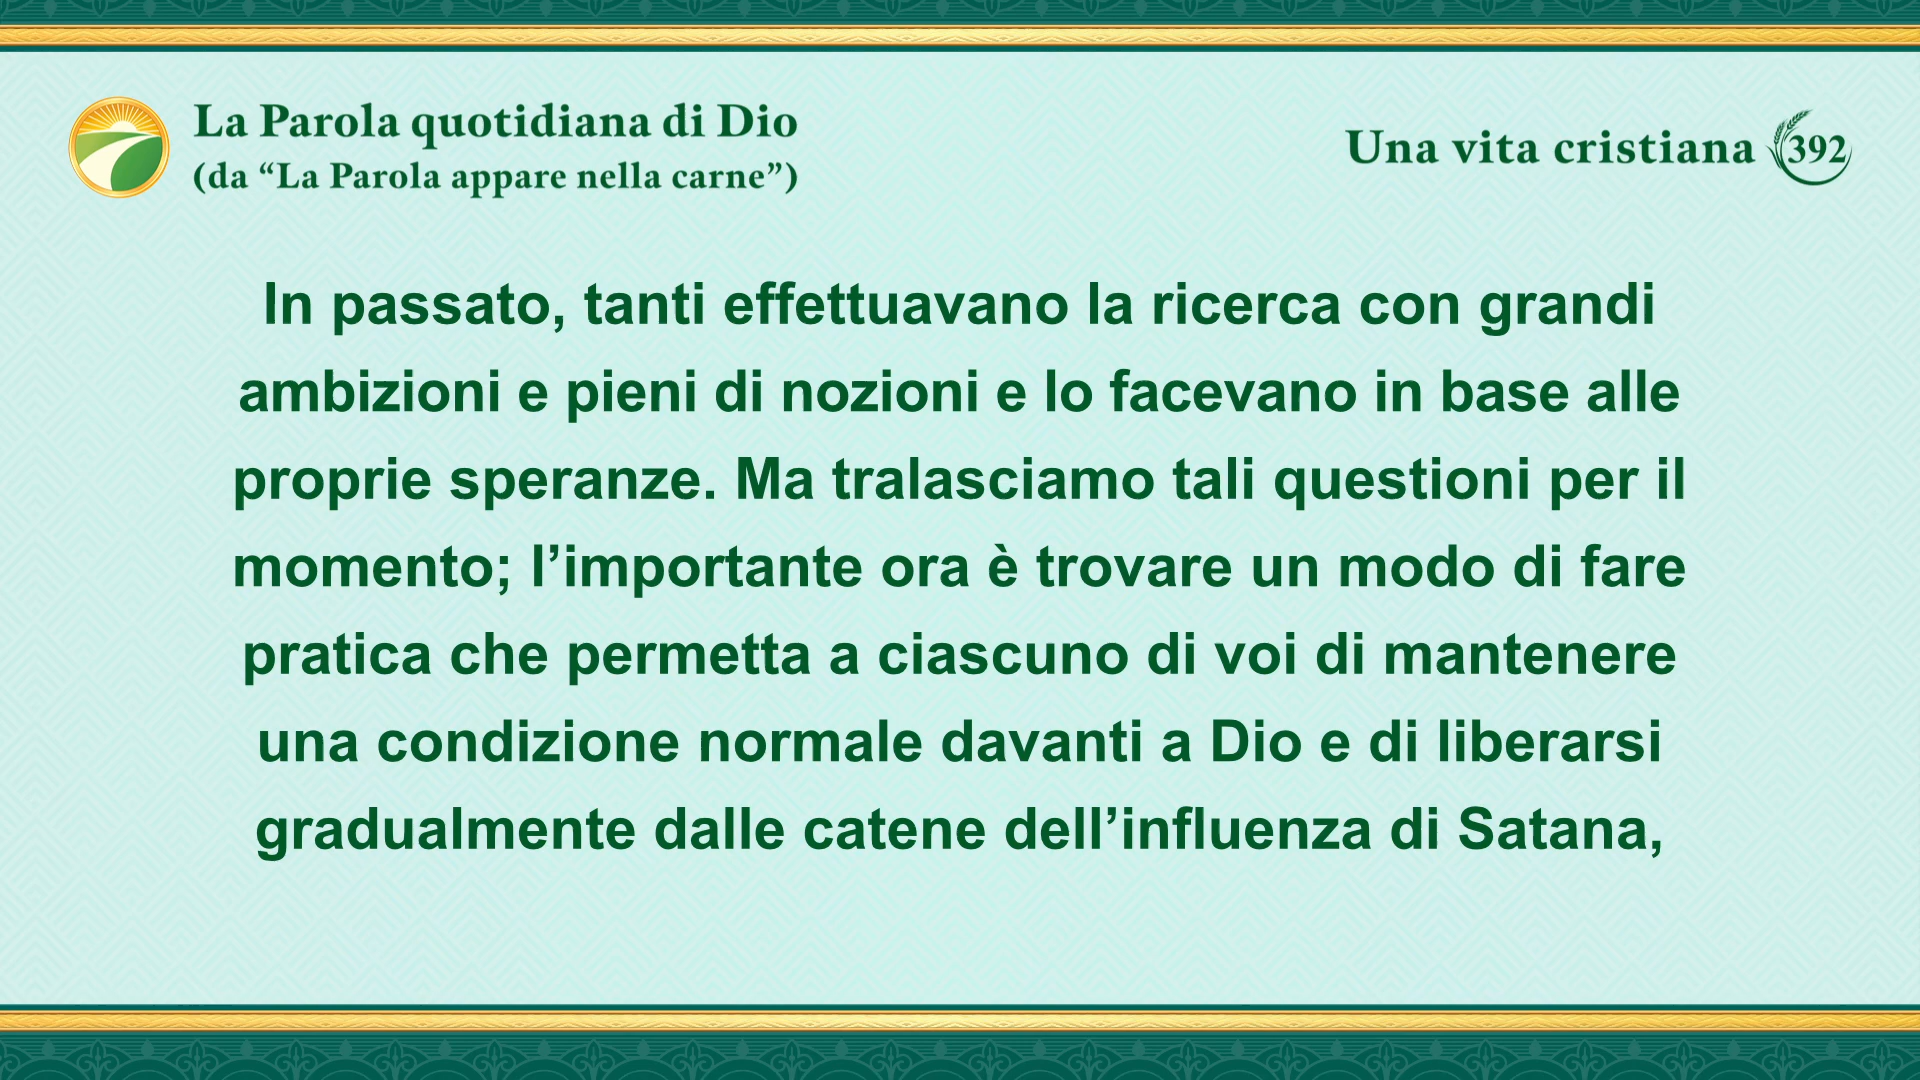 La Parola quotidiana di Dio
(da “La Parola appare nella carne”)
Una vita cristiana 392
In passato, tanti effettuavano la ricerca con grandi
ambizioni e pieni di nozioni e lo facevano in base alle
proprie speranze. Ma tralasciamo tali questioni per il
momento; l’importante ora è trovare un modo di fare
pratica che permetta a ciascuno di voi di mantenere
una condizione normale davanti a Dio e di liberarsi
gradualmente dalle catene dell’influenza di Satana,